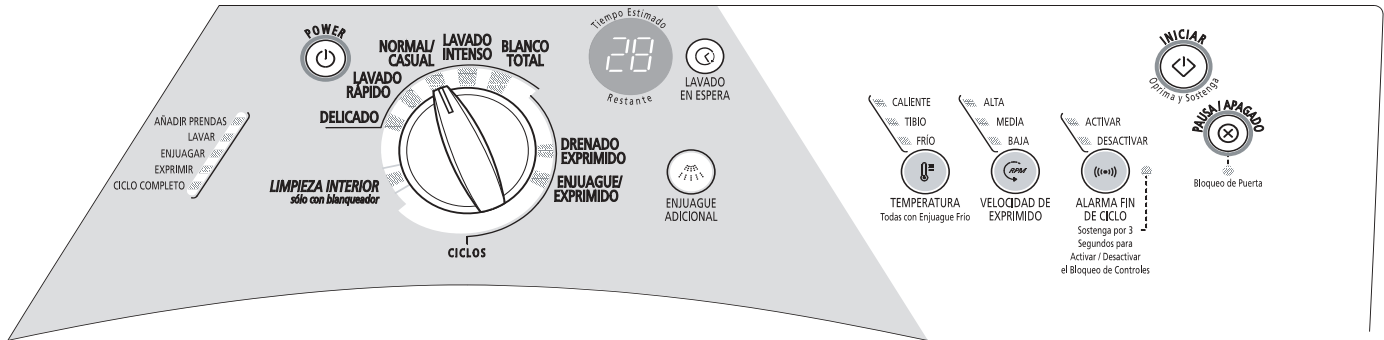 POWER
NORMAL/
CASUAL
LAVADO
INTENSO
BLANCO
TOTAL
LAVADO
RÁPIDO
DELICADO
Tiempo Estimado
28
Restante
LAVADO
EN ESPERA
AÑADIR PRENDAS
LAVAR
ENJUAGAR
EXPRIMIR
CICLO COMPLETO
LIMPIEZA INTERIOR
sólo con blanqueador
DRENADO
EXPRIMIDO
ENJUAGUE/
EXPRIMIDO
CICLOS
ENJUAGUE
ADICIONAL
CALIENTE
TIBIO
FRÍO
TEMPERATURA
Todas con Enjuague Frío
ALTA
MEDIA
BAJA
RPM
VELOCIDAD DE
EXPRIMIDO
ACTIVAR
DESACTIVAR
ALARMA FIN
DE CICLO
Sostenga por 3
Segundos para
Activar / Desactivar
el Bloqueo de Controles
INICIAR
Oprima y Sostenga
PAUSA / APAGADO
Bloqueo de Puerta